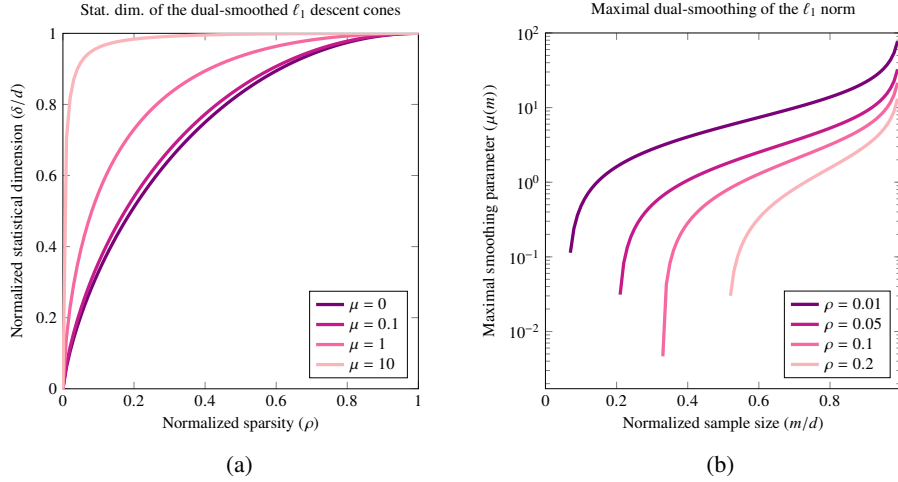 Stat. dim. of the dual-smoothed ℓ1 descent cones
Normalized statistical dimension (δ/d)
1
0.8
0.6
0.4
0.2
0
0
0.2
0.4
0.6
0.8
1
μ = 0
μ = 0.1
μ = 1
μ = 10
Normalized sparsity (ρ)
(a)
Maximal dual-smoothing of the ℓ1 norm
Maximal smoothing parameter (μ(m))
10^2
10^1
10^0
10^−1
10^−2
0
0.2
0.4
0.6
0.8
ρ = 0.01
ρ = 0.05
ρ = 0.1
ρ = 0.2
Normalized sample size (m/d)
(b)